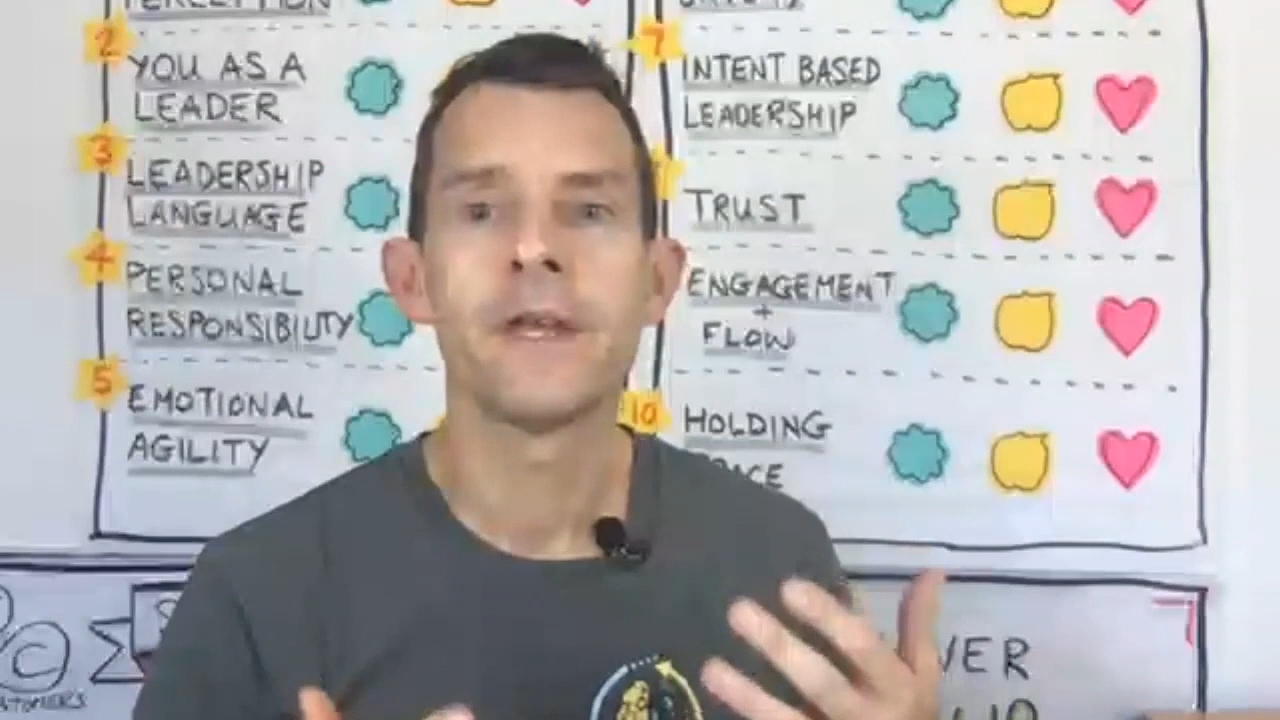 PERCEPTION
2
YOU AS A
LEADER
3
LEADERSHIP
LANGUAGE
4
PERSONAL
RESPONSIBILITY
5
EMOTIONAL
AGILITY
7
INTENT BASED
LEADERSHIP
TRUST
ENGAGEMENT
+
FLOW
10
HOLDING
C
Σ
VER